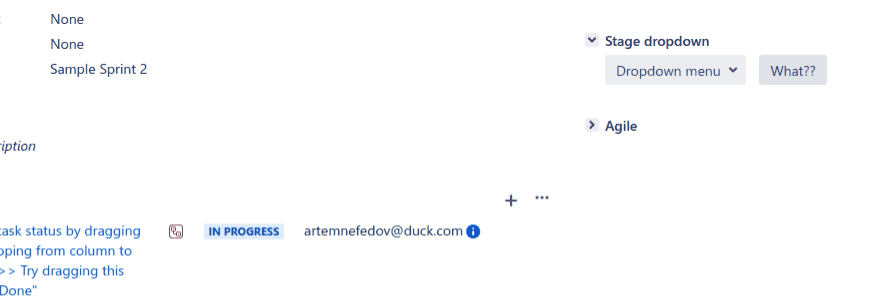 None
None
Sample Sprint 2
Stage dropdown
Dropdown menu
What??
Agile
ription
task status by dragging
pping from column to
>> Try dragging this
Done"
IN PROGRESS
artemnefedov@duck.com